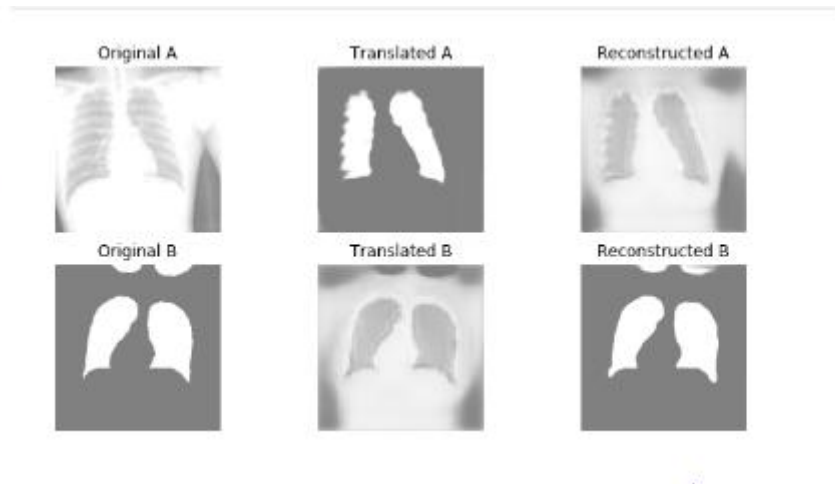 Original A
Translated A
Reconstructed A
Original B
Translated B
Reconstructed B